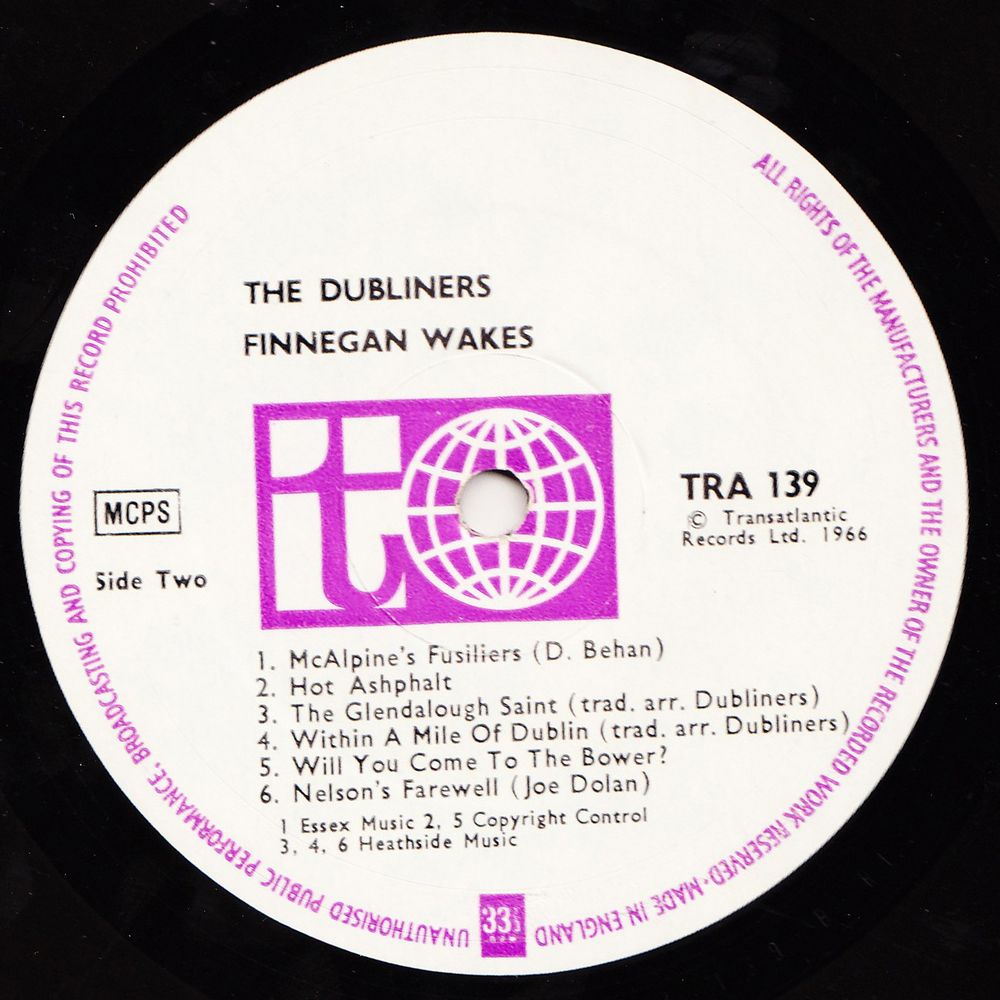 THE DUBLINERS
FINNEGAN WAKES
t
MCPS
Side Two
TRA 139
© Transatlantic
Records Ltd. 1966
1. McAlpine's Fusiliers (D. Behan)
2. Hot Ashphalt
3. The Glendalough Saint (trad. arr. Dubliners)
4. Within A Mile Of Dublin (trad. arr. Dubliners)
5. Will You Come To The Bower?
6. Nelson's Farewell (Joe Dolan)
1 Essex Music 2, 5 Copyright Control
3, 4, 6 Heathside Music
ALL RIGHTS OF THE MANUFACTURERS AND THE OWNER OF THE RECORDED WORK RESERVED · MADE IN ENGLAND
33⅓
RPM
UNAUTHORISED PUBLIC PERFORMANCE, BROADCASTING AND COPYING OF THIS RECORD PROHIBITED